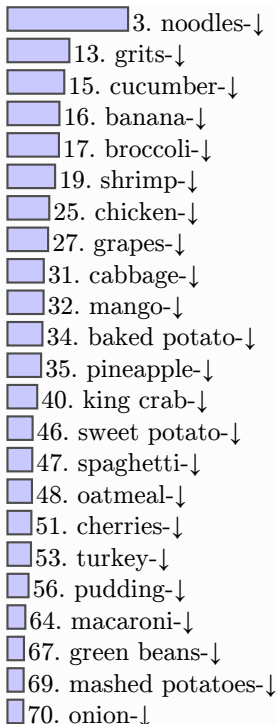 3. noodles-↓
13. grits-↓
15. cucumber-↓
16. banana-↓
17. broccoli-↓
19. shrimp-↓
25. chicken-↓
27. grapes-↓
31. cabbage-↓
32. mango-↓
34. baked potato-↓
35. pineapple-↓
40. king crab-↓
46. sweet potato-↓
47. spaghetti-↓
48. oatmeal-↓
51. cherries-↓
53. turkey-↓
56. pudding-↓
64. macaroni-↓
67. green beans-↓
69. mashed potatoes-↓
70. onion-↓